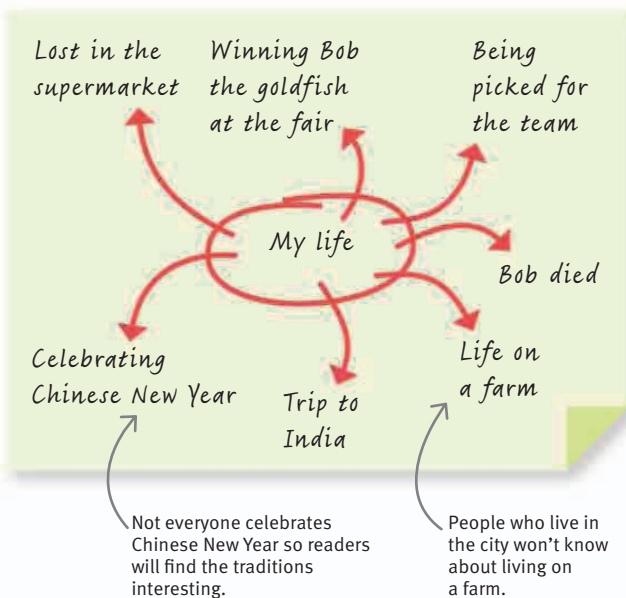 Lost in the
supermarket
Winning Bob
the goldfish
at the fair
Being
picked for
the team
My life
Bob died
Celebrating
Chinese New Year
Trip to
India
Life on
a farm
Not everyone celebrates
Chinese New Year so readers
will find the traditions
interesting.
People who live in
the city won’t know
about living on
a farm.